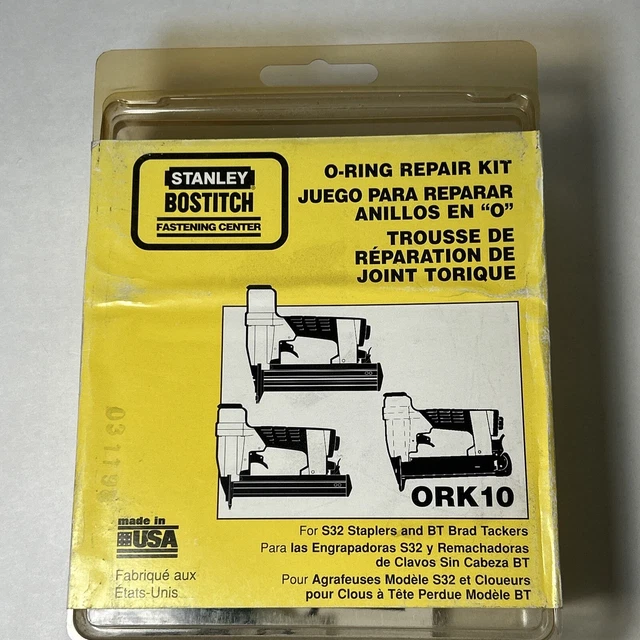 STANLEY
BOSTITCH
FASTENING CENTER
O-RING REPAIR KIT
JUEGO PARA REPARAR
ANILLOS EN “O”
TROUSSE DE
RÉPARATION DE
JOINT TORIQUE
ORK10
made in
USA
Fabriqué aux
États-Unis
For S32 Staplers and BT Brad Tackers
Para las Engrapadoras S32 y Remachadoras
de Clavos Sin Cabeza BT
Pour Agrafeuses Modèle S32 et Cloueurs
pour Clous à Tête Perdue Modèle BT